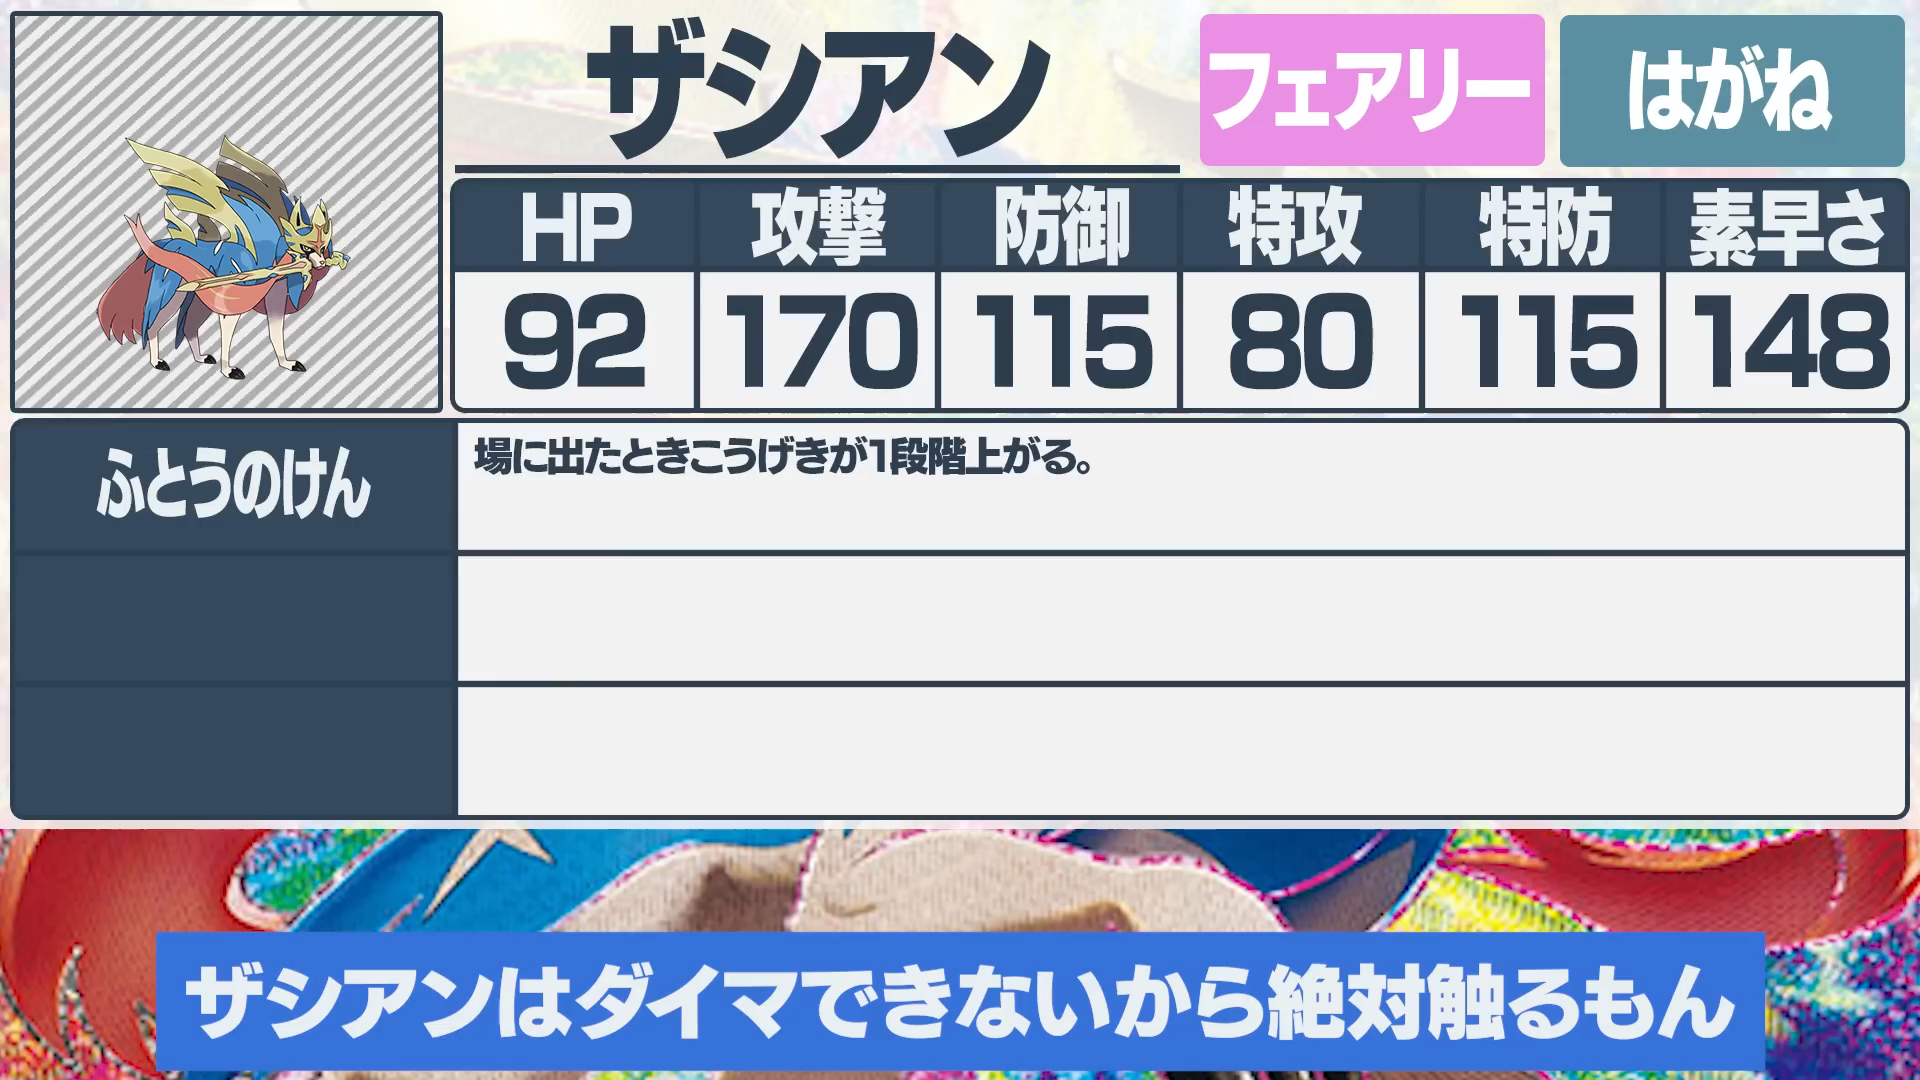 ザシアン
フェアリー
はがね
HP 攻撃 防御 特攻 特防 素早さ
92 170 115 80 115 148
ふとうのけん
場に出たときこうげきが1段階上がる。
ザシアンはダイマできないから絶対触るもん